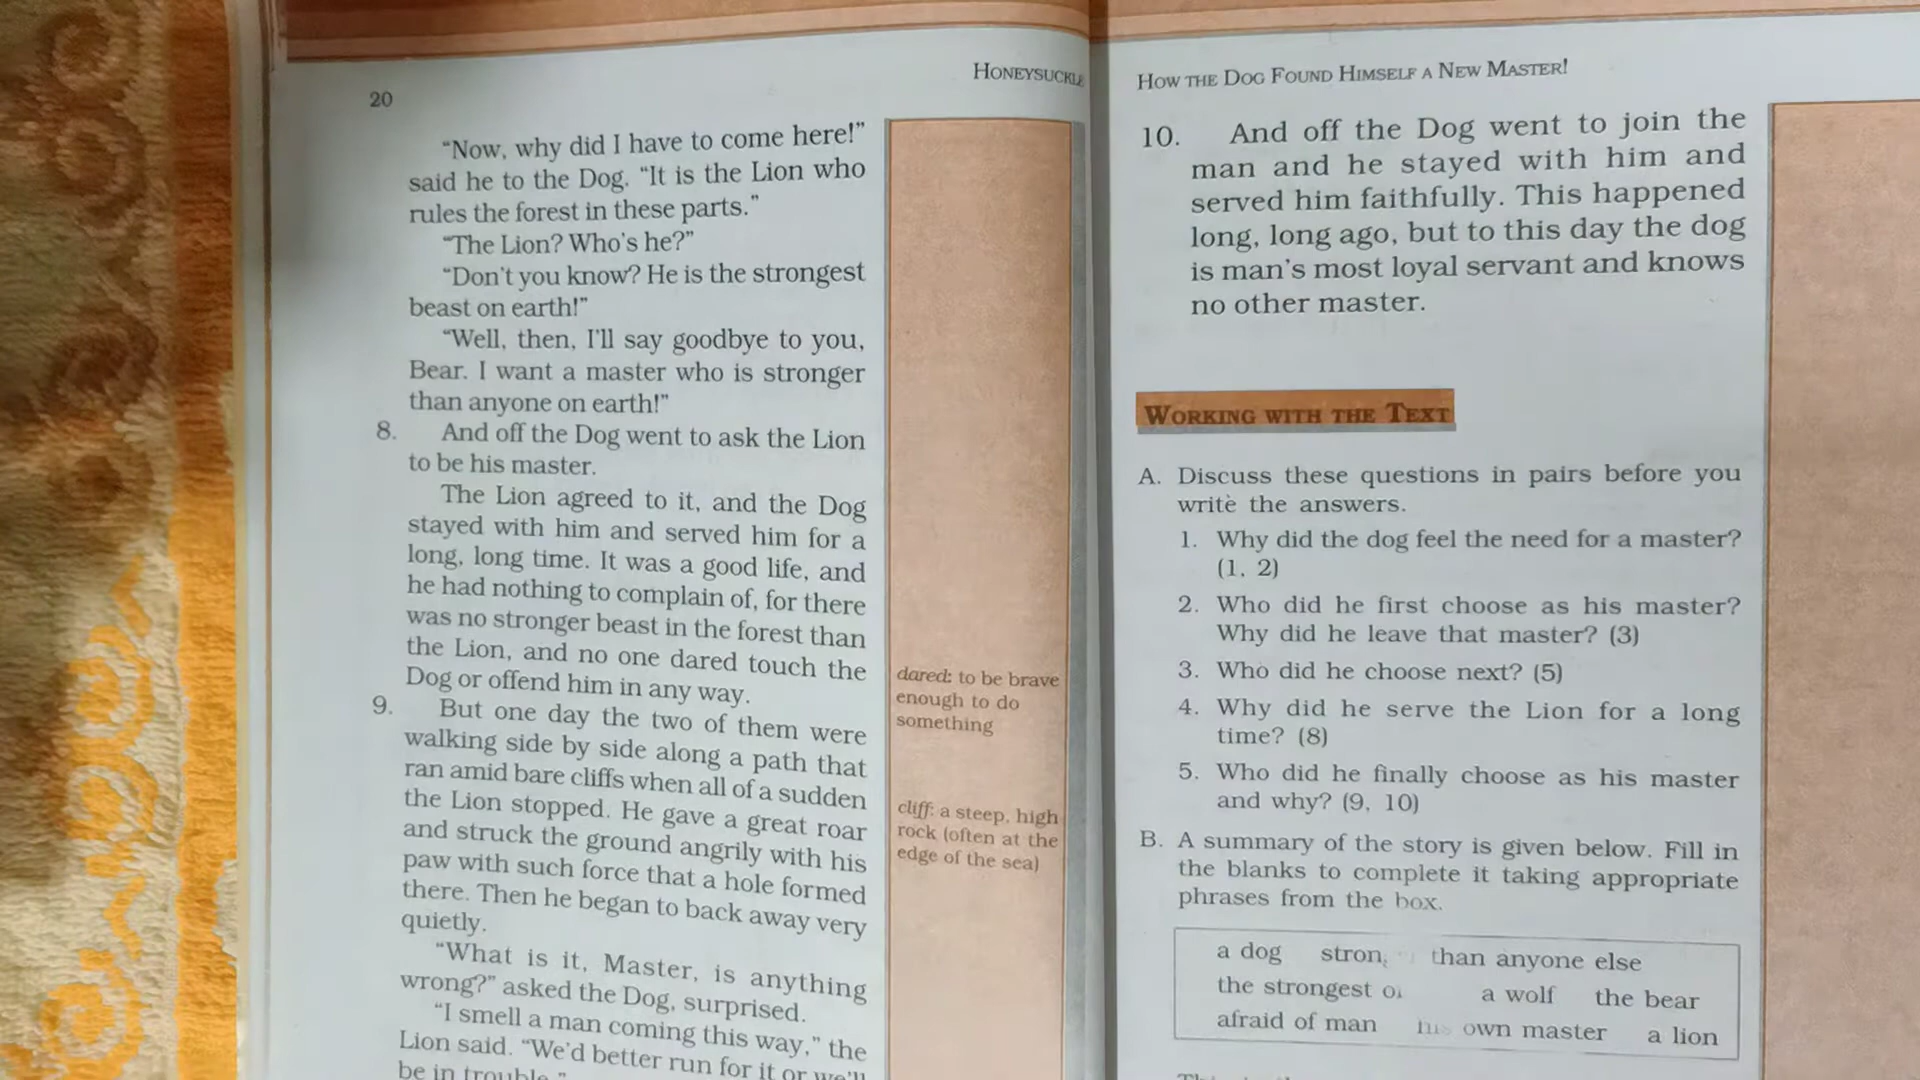 20
HONEYSUCKLE
"Now, why did I have to come here!"
said he to the Dog. "It is the Lion who
rules the forest in these parts."
"The Lion? Who's he?"
"Don't you know? He is the strongest
beast on earth!"
"Well, then, I'll say goodbye to you,
Bear. I want a master who is stronger
than anyone on earth!"
8. And off the Dog went to ask the Lion
to be his master.
The Lion agreed to it, and the Dog
stayed with him and served him for a
long, long time. It was a good life, and
he had nothing to complain of, for there
was no stronger beast in the forest than
the Lion, and no one dared touch the
Dog or offend him in any way.
9. But one day the two of them were
walking side by side along a path that
ran amid bare cliffs when all of a sudden
the Lion stopped. He gave a great roar
and struck the ground angrily with his
paw with such force that a hole formed
there. Then he began to back away very
quietly.
"What is it, Master, is anything
wrong?" asked the Dog, surprised.
"I smell a man coming this way," the
Lion said. "We'd better run for it or we'll
be in trouble."
dared: to be brave
enough to do
something
cliff: a steep, high
rock (often at the
edge of the sea)
HOW THE DOG FOUND HIMSELF A NEW MASTER!
10. And off the Dog went to join the
man and he stayed with him and
served him faithfully. This happened
long, long ago, but to this day the dog
is man's most loyal servant and knows
no other master.
WORKING WITH THE TEXT
A. Discuss these questions in pairs before you
write the answers.
1. Why did the dog feel the need for a master?
(1, 2)
2. Who did he first choose as his master?
Why did he leave that master? (3)
3. Who did he choose next? (5)
4. Why did he serve the Lion for a long
time? (8)
5. Who did he finally choose as his master
and why? (9, 10)
B. A summary of the story is given below. Fill in
the blanks to complete it taking appropriate
phrases from the box.
a dog than anyone else
the strongest a wolf the bear
afraid of man his own master a lion